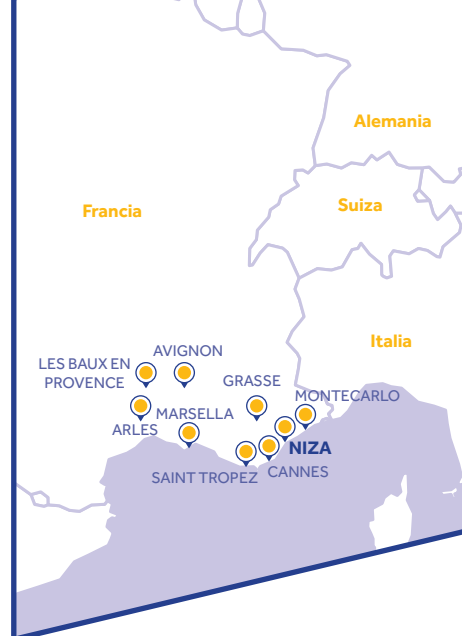 Alemania
Suiza
Francia
Italia
AVIGNON
LES BAUX EN
PROVENCE
GRASSE
MONTECARLO
MARSELLA
ARLES
NIZA
CANNES
SAINT TROPEZ